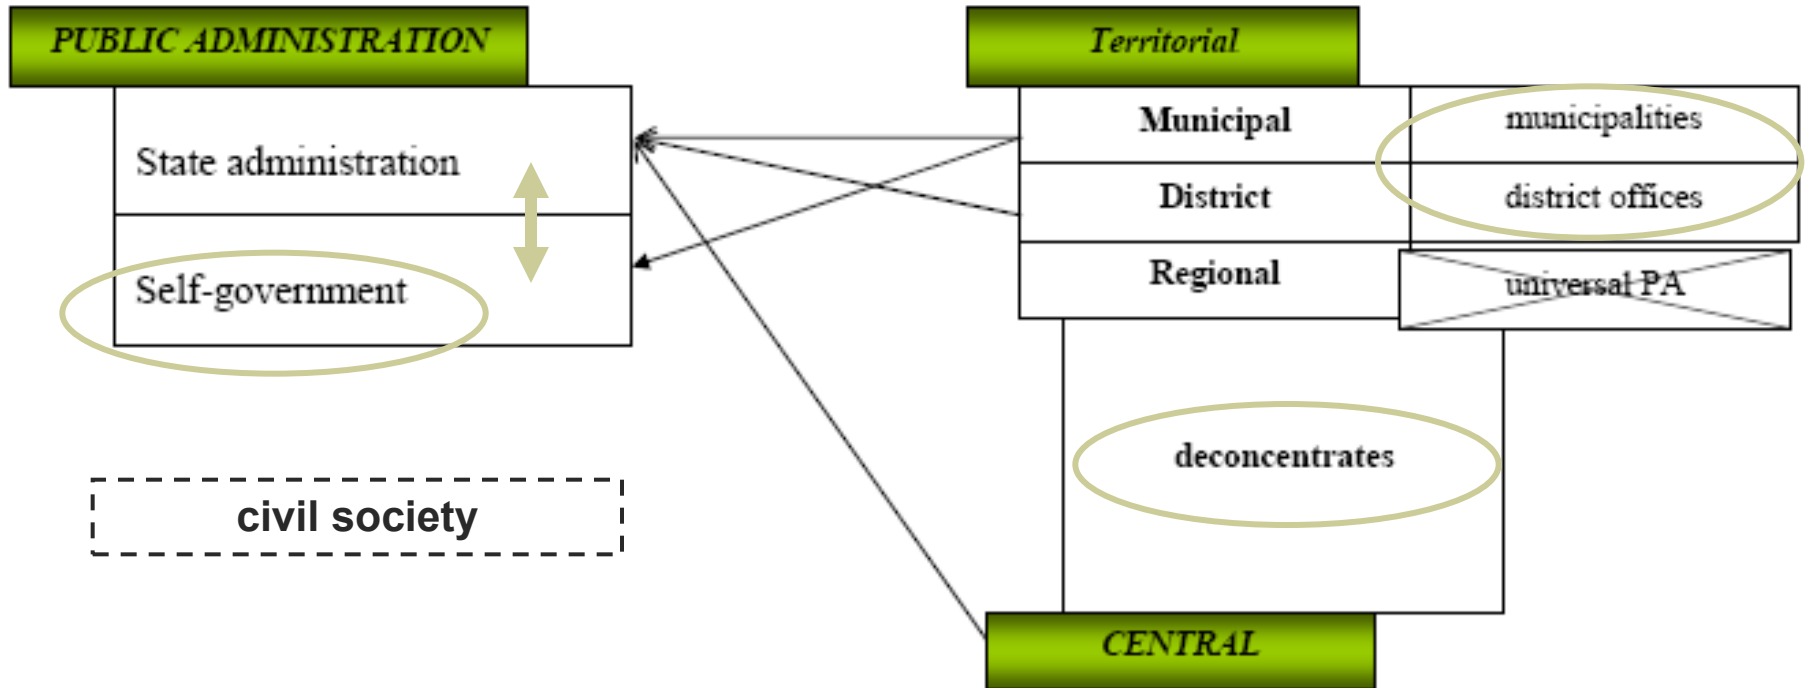 PUBLIC ADMINISTRATION
State administration
Self-government
civil society
Territorial
Municipal municipalities
District district offices
Regional universal PA
deconcentrates
CENTRAL